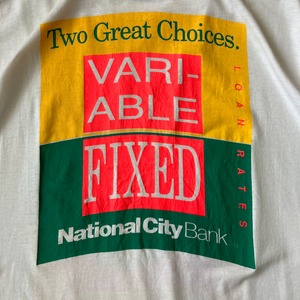 Two Great Choices.
VARI-
ABLE
FIXED
LOAN RATES
National City Bank